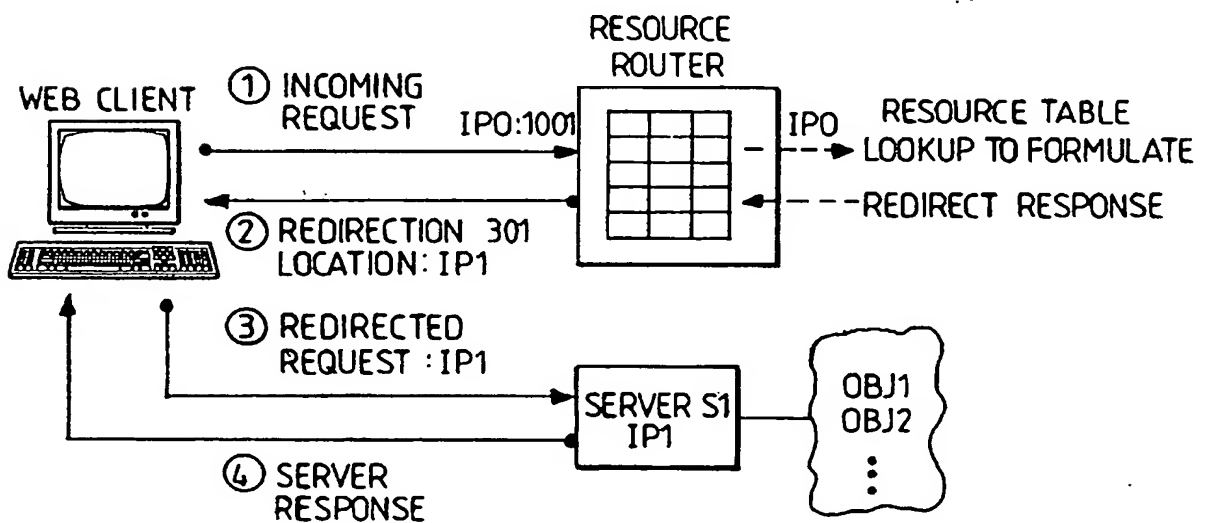 RESOURCE
ROUTER
WEB CLIENT
① INCOMING
REQUEST
IP0:1001
IP0
RESOURCE TABLE
LOOKUP TO FORMULATE
REDIRECT RESPONSE
② REDIRECTION 301
LOCATION: IP1
③ REDIRECTED
REQUEST : IP1
SERVER S1
IP1
OBJ1
OBJ2
④ SERVER
RESPONSE